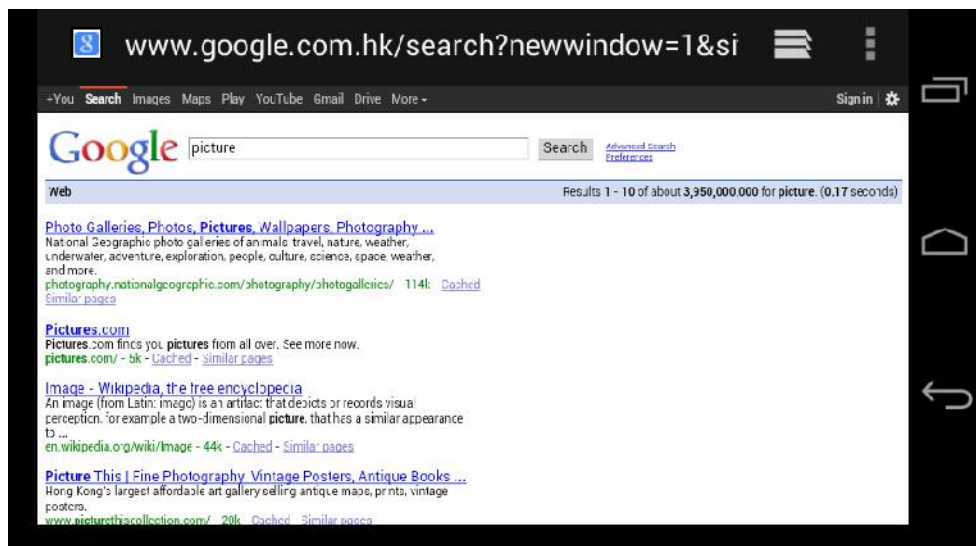 www.google.com.hk/search?newwindow=1&si
+You Search Images Maps Play YouTube Gmail Drive More
Sign in
Google picture Search Advanced Search
Preferences
Web Results 1 - 10 of about 3,950,000,000 for picture. (0.17 seconds)
Photo Galleries, Photos, Pictures, Wallpapers, Photography ...
National Geographic photo galleries of animals, travel, nature, weather,
underwater, adventure, exploration, people, culture, science, space, weather,
and more.
photography.nationalgeographic.com/photography/photogalleries/ 114k Cached
Similar pages
Pictures.com
Pictures.com finds you pictures from all over. See more now.
pictures.com/ - 5k - Cached - Similar pages
Image - Wikipedia, the free encyclopedia
An image (from Latin: imago) is an artifact that depicts or records visual
perception, for example a two-dimensional picture, that has a similar appearance
to ...
en.wikipedia.org/wiki/Image - 44k - Cached - Similar pages
Picture This | Fine Photography, Vintage Posters, Antique Books ...
Hong Kong's largest affordable art gallery selling antique maps, prints, vintage
posters.
www.picturethiscollection.com/ 20k Cached Similar pages